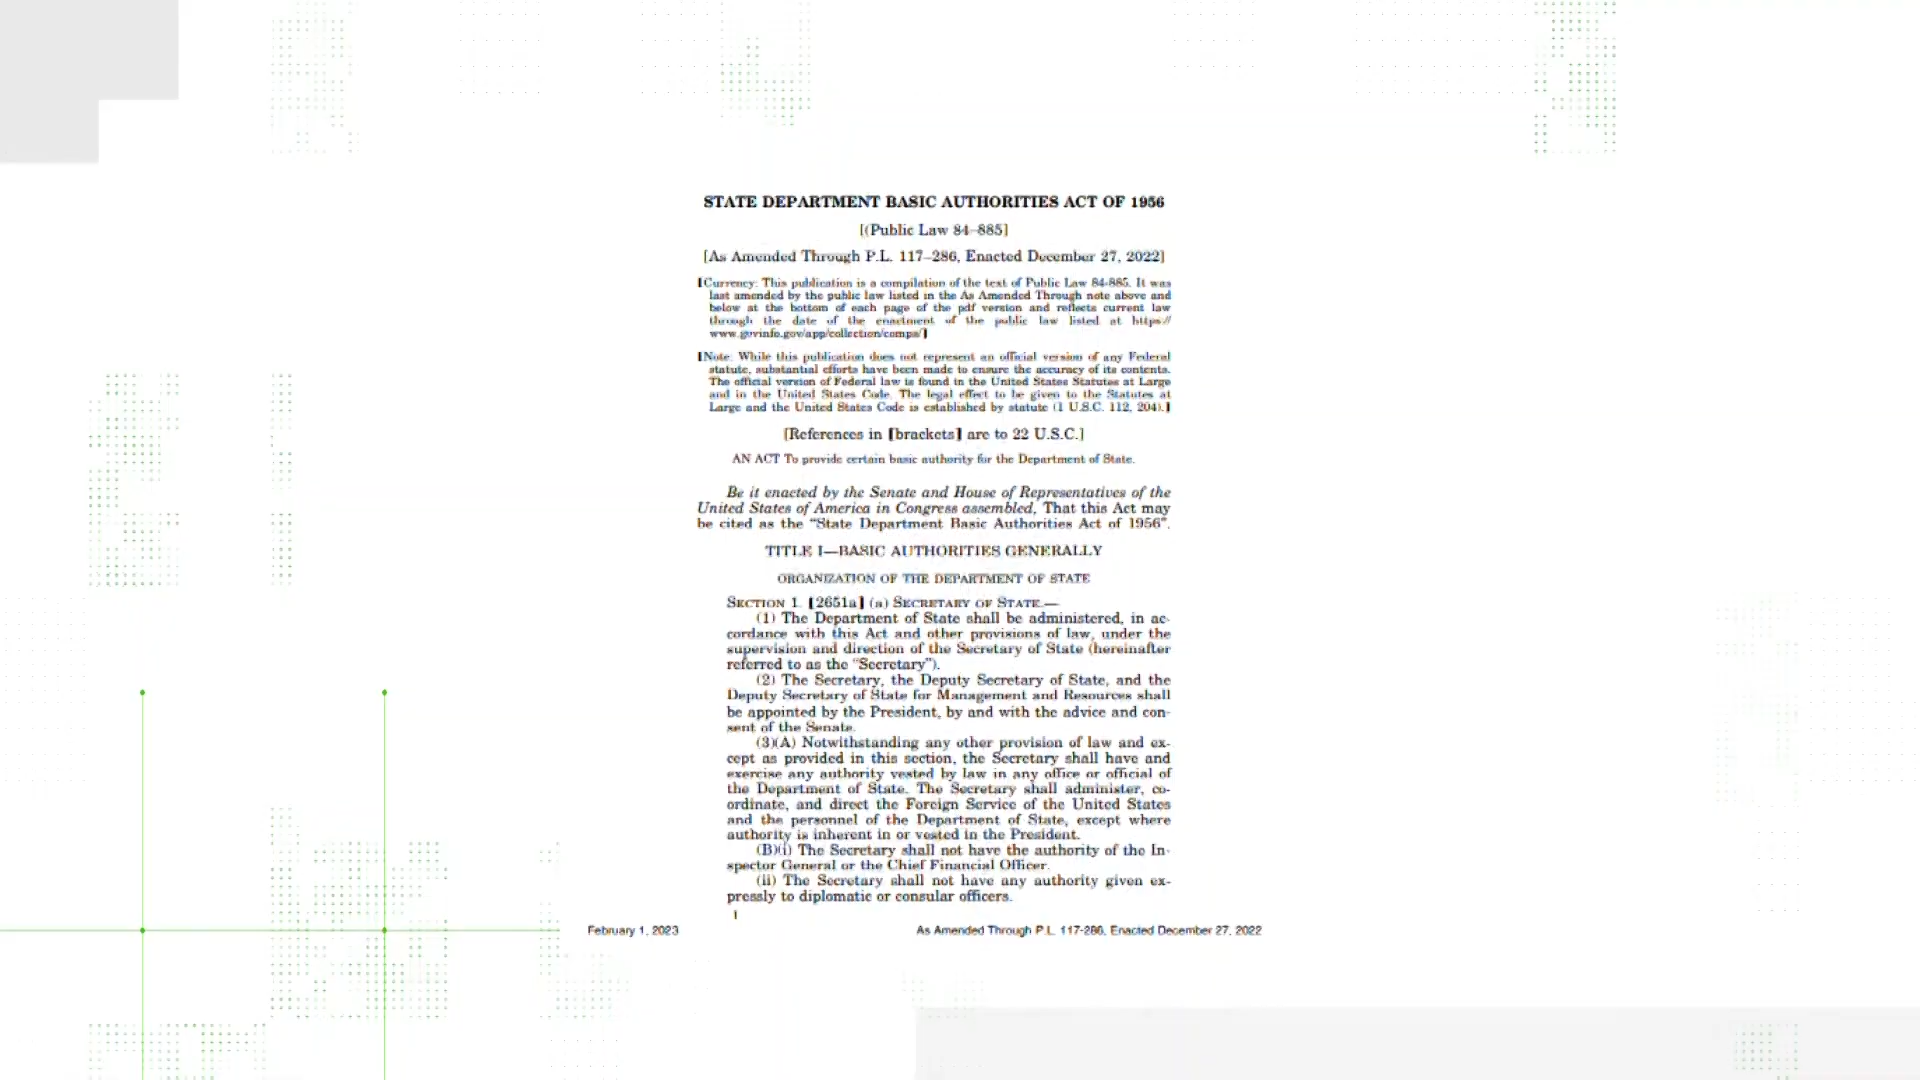 STATE DEPARTMENT BASIC AUTHORITIES ACT OF 1956
[(Public Law 84–885]
[As Amended Through P.L. 117–286, Enacted December 27, 2022]
[Currency: This publication is a compilation of the text of Public Law 84-885. It was
last amended by the public law listed in the As Amended Through note above and
below at the bottom of each page of the pdf version and reflects current law
through the date of the enactment of the public law listed at https://
www.govinfo.gov/app/collection/comps/]
[Note: While this publication does not represent an official version of any Federal
statute, substantial efforts have been made to ensure the accuracy of its contents.
The official version of Federal law is found in the United States Statutes at Large
and in the United States Code. The legal effect to be given to the Statutes at
Large and the United States Code is established by statute (1 U.S.C. 112, 204).]
[References in [brackets] are to 22 U.S.C.]
AN ACT To provide certain basic authority for the Department of State.
Be it enacted by the Senate and House of Representatives of the
United States of America in Congress assembled, That this Act may
be cited as the “State Department Basic Authorities Act of 1956”.
TITLE I—BASIC AUTHORITIES GENERALLY
ORGANIZATION OF THE DEPARTMENT OF STATE
SECTION 1. [2651a] (a) SECRETARY OF STATE.—
(1) The Department of State shall be administered, in ac-
cordance with this Act and other provisions of law, under the
supervision and direction of the Secretary of State (hereinafter
referred to as the “Secretary”).
(2) The Secretary, the Deputy Secretary of State, and the
Deputy Secretary of State for Management and Resources shall
be appointed by the President, by and with the advice and con-
sent of the Senate.
(3)(A) Notwithstanding any other provision of law and ex-
cept as provided in this section, the Secretary shall have and
exercise any authority vested by law in any office or official of
the Department of State. The Secretary shall administer, co-
ordinate, and direct the Foreign Service of the United States
and the personnel of the Department of State, except where
authority is inherent in or vested in the President.
(B)(i) The Secretary shall not have the authority of the In-
spector General or the Chief Financial Officer.
(ii) The Secretary shall not have any authority given ex-
pressly to diplomatic or consular officers.
1
February 1, 2023
As Amended Through P.L. 117-286, Enacted December 27, 2022